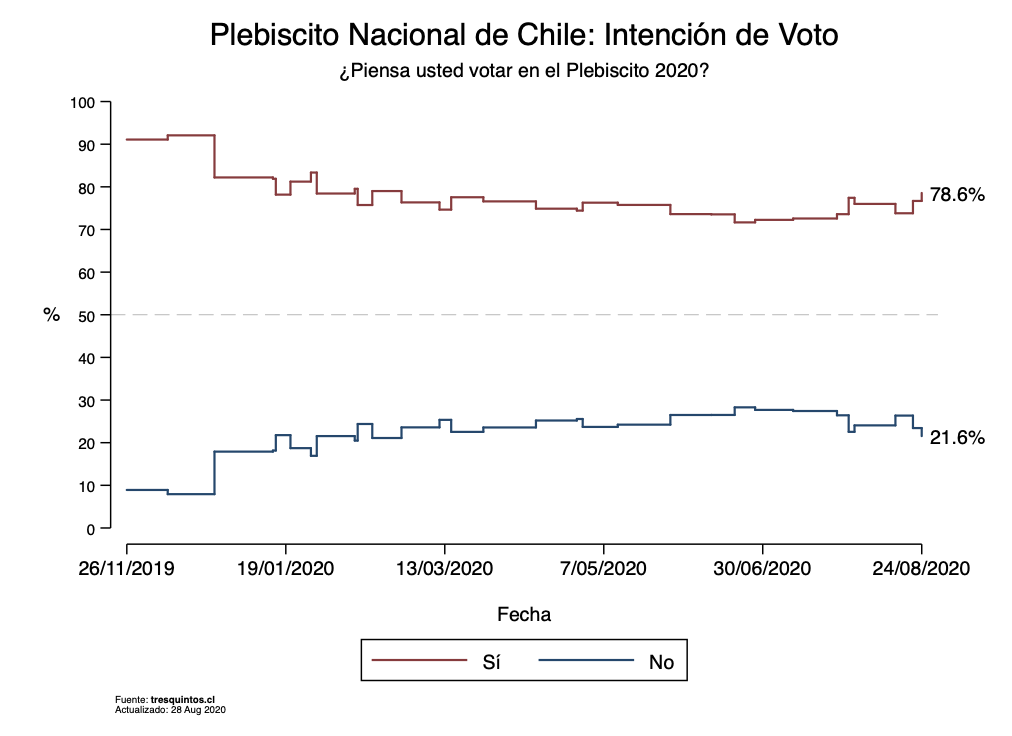 Plebiscito Nacional de Chile: Intención de Voto
¿Piensa usted votar en el Plebiscito 2020?
100
90
80
70
60
50
40
30
20
10
0
%
78.6%
21.6%
26/11/2019 19/01/2020 13/03/2020 7/05/2020 30/06/2020 24/08/2020
Fecha
Sí No
Fuente: tresquintos.cl
Actualizado: 28 Aug 2020